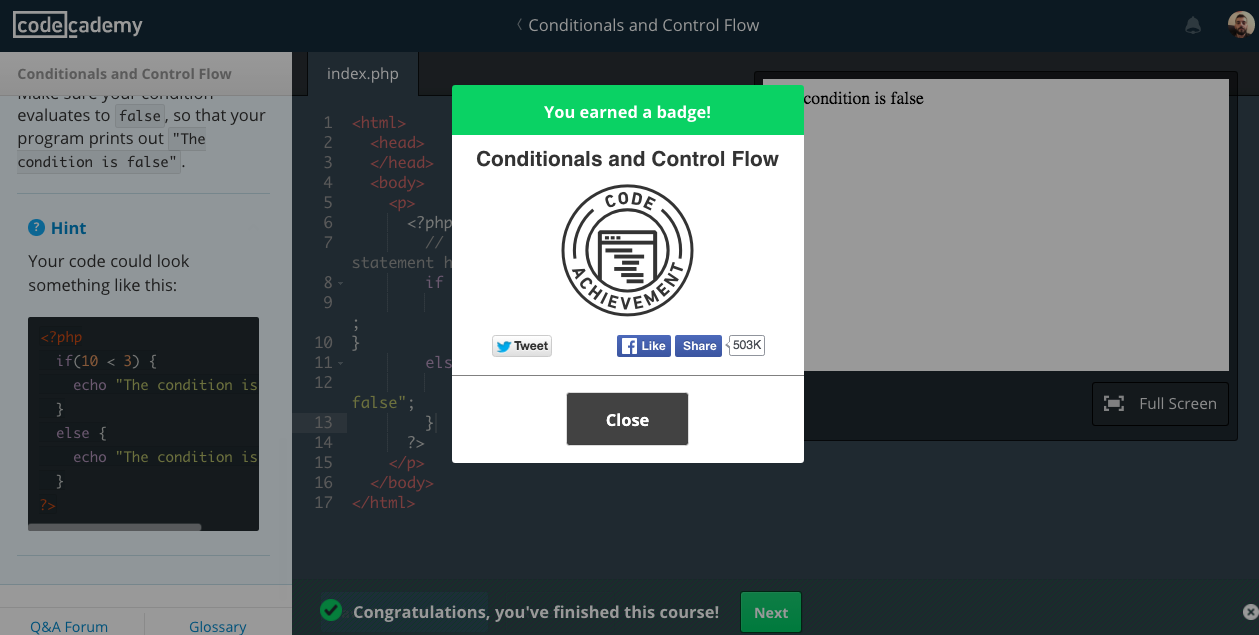 codecademy
Conditionals and Control Flow
Conditionals and Control Flow
Make sure your condition
evaluates to false, so that your
program prints out "The
condition is false".
Hint
Your code could look
something like this:
<?php
if(10 < 3) {
echo "The condition is
}
else {
echo "The condition is
}
?>
Q&A Forum
Glossary
index.php
1 <html>
2 <head>
3 </head>
4 <body>
5 <p>
6 <?php
7 //
statement h
8 if
9
;
10 }
11 els
12
false";
13 }
14 ?>
15 </p>
16 </body>
17 </html>
You earned a badge!
Conditionals and Control Flow
CODE
ACHIEVEMENT
Tweet
Like
Share
503K
Close
condition is false
Full Screen
Congratulations, you've finished this course!
Next